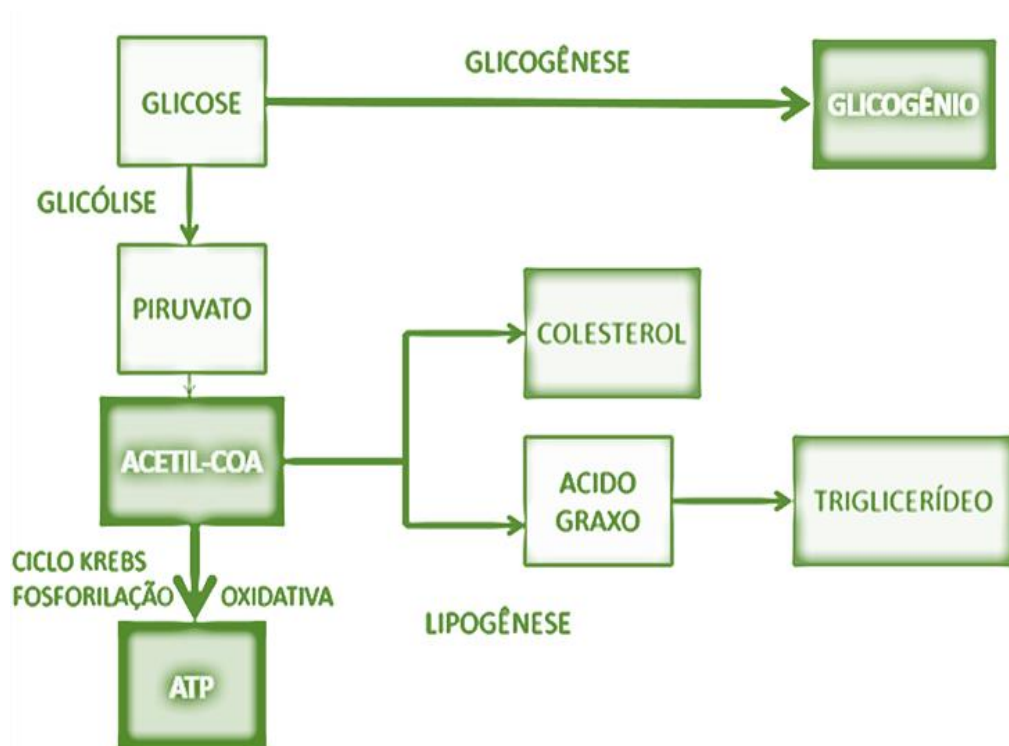 GLICOGÊNESE
GLICOSE
GLICOGÊNIO
GLICÓLISE
PIRUVATO
COLESTEROL
ACETIL-COA
ACIDO
GRAXO
TRIGLICERÍDEO
CICLO KREBS
FOSFORILAÇÃO OXIDATIVA
LIPOGÊNESE
ATP